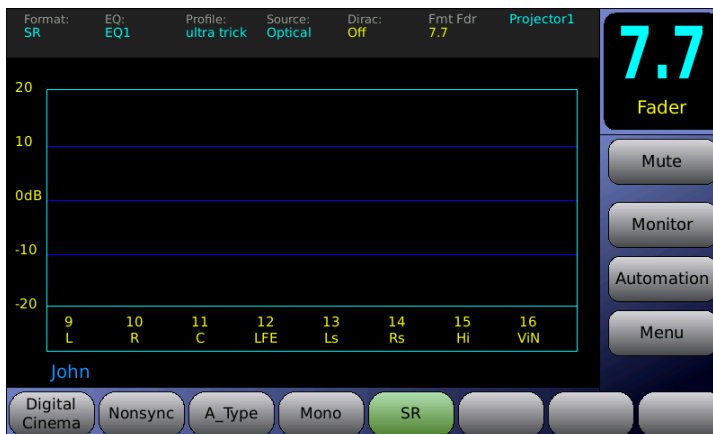 Format: EQ: Profile: Source: Dirac: Fmt Fdr Projector1
SR EQ1 ultra trick Optical Off 7.7
7.7
Fader
20
10
0dB
-10
-20
9 10 11 12 13 14 15 16
L R C LFE Ls Rs Hi ViN
John
Mute
Monitor
Automation
Menu
Digital
Cinema
Nonsync
A_Type
Mono
SR